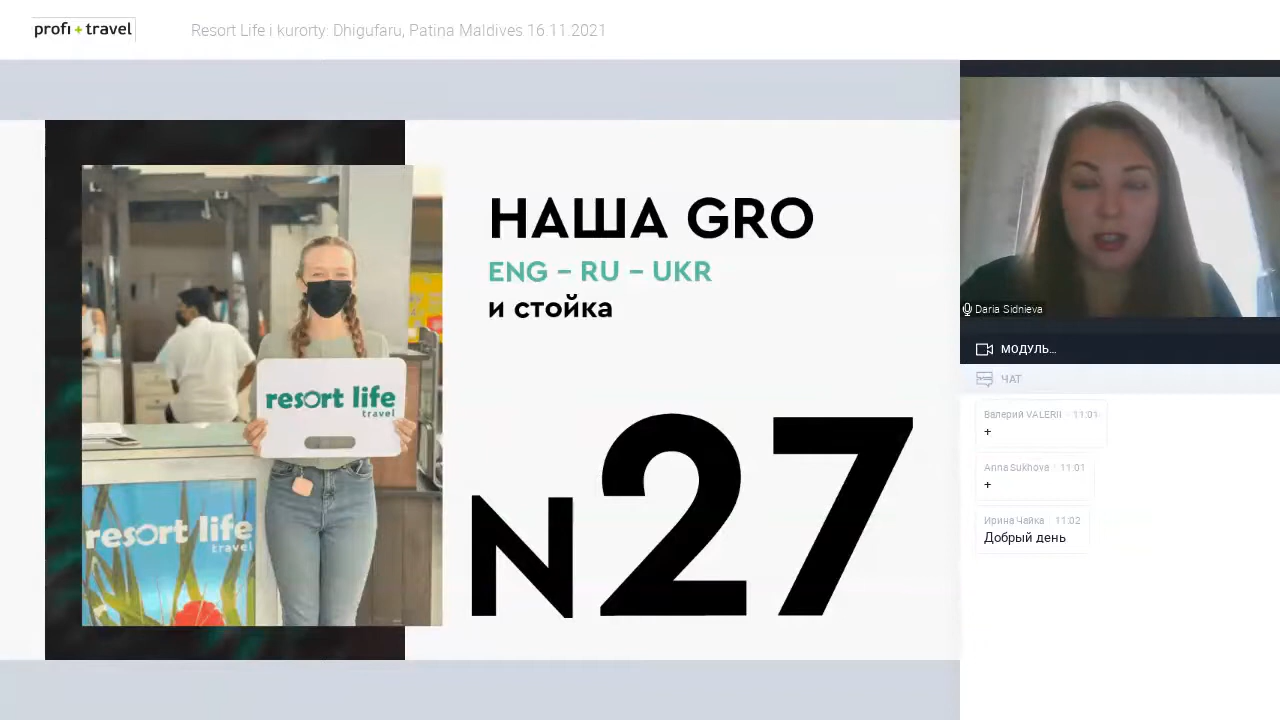 profi + travel
Resort Life i kurorty: Dhigufaru, Patina Maldives 16.11.2021
НАША GRO
ENG – RU – UKR
и стойка
N27
resort life
travel
resort life
travel
Daria Sidnieva
МОДУЛЬ...
ЧАТ
Валерий VALERII 11:01
+
Anna Sukhova 11:01
+
Ирина Чайка 11:02
Добрый день